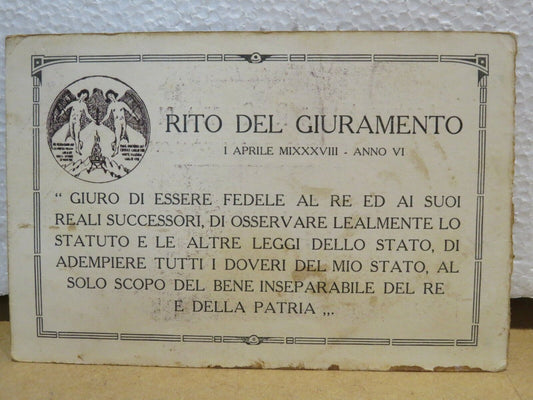 RITO DEL GIURAMENTO
I APRILE MIXXXVIII - ANNO VI
“ GIURO DI ESSERE FEDELE AL RE ED AI SUOI
REALI SUCCESSORI, DI OSSERVARE LEALMENTE LO
STATUTO E LE ALTRE LEGGI DELLO STATO, DI
ADEMPIERE TUTTI I DOVERI DEL MIO STATO, AL
SOLO SCOPO DEL BENE INSEPARABILE DEL RE
E DELLA PATRIA „.